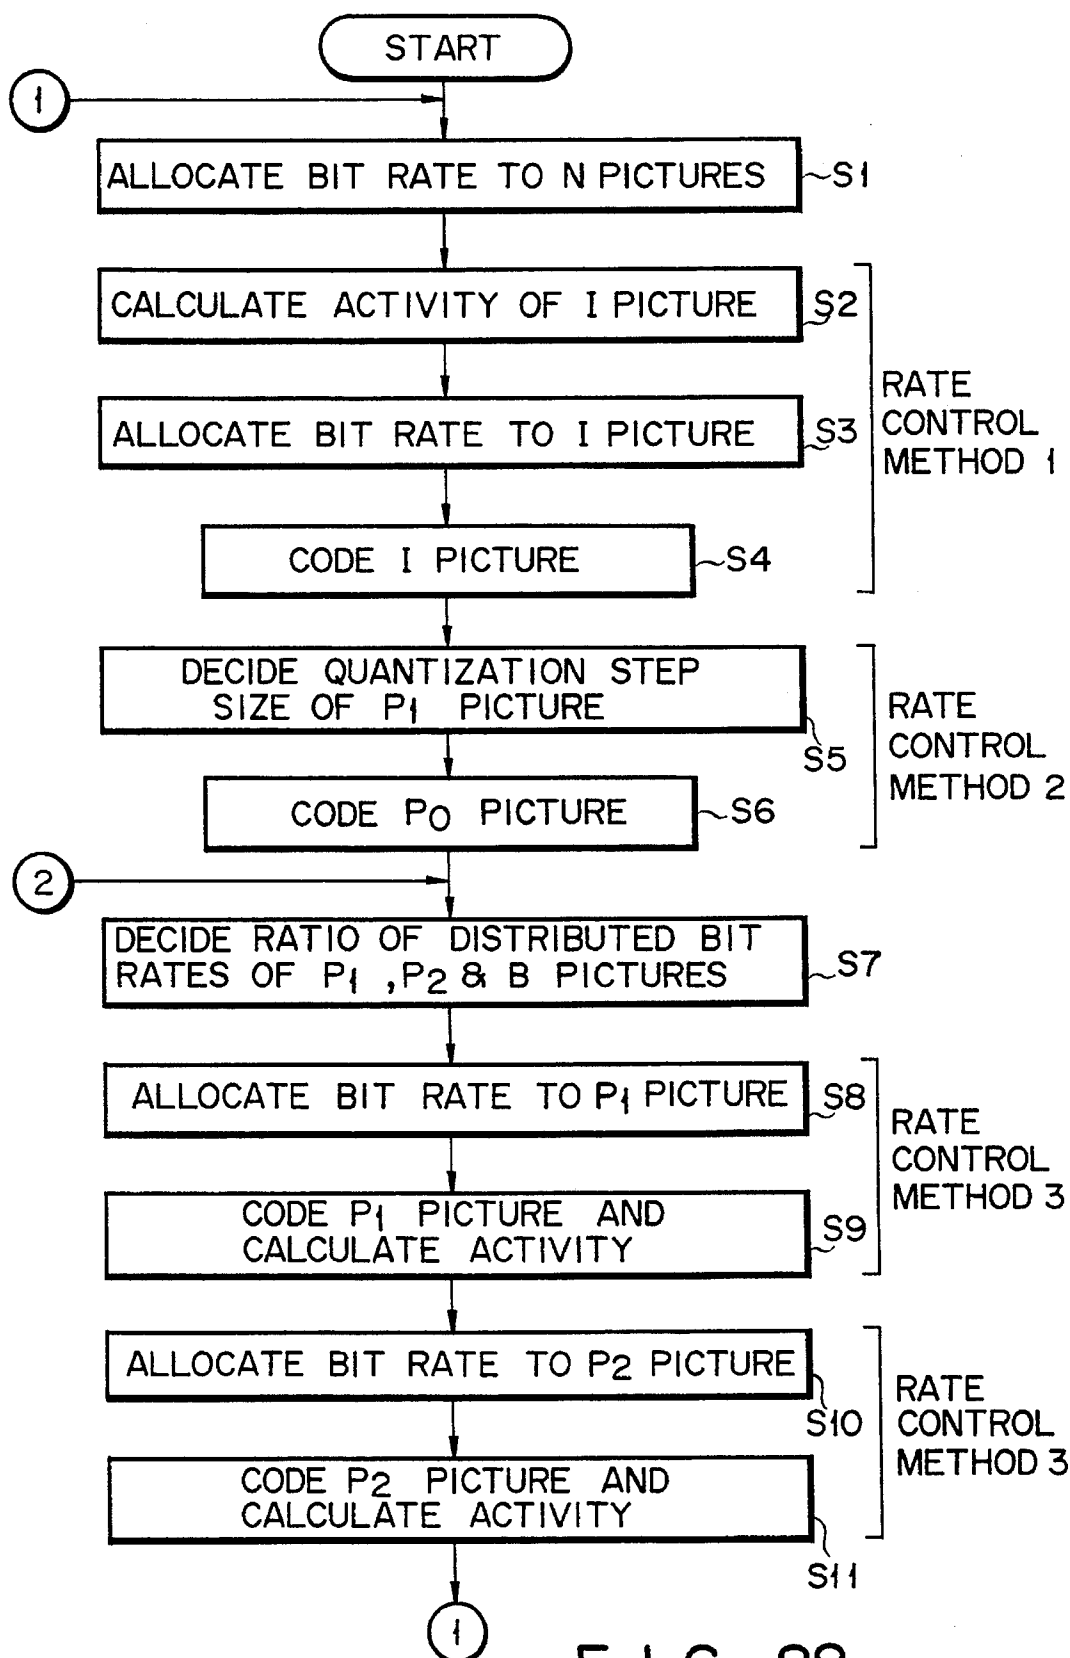 START
1
ALLOCATE BIT RATE TO N PICTURES
S1
CALCULATE ACTIVITY OF I PICTURE
S2
ALLOCATE BIT RATE TO I PICTURE
S3
RATE
CONTROL
METHOD 1
CODE I PICTURE
S4
DECIDE QUANTIZATION STEP
SIZE OF P1 PICTURE
S5
RATE
CONTROL
METHOD 2
CODE P0 PICTURE
S6
2
DECIDE RATIO OF DISTRIBUTED BIT
RATES OF P1 ,P2 & B PICTURES
S7
ALLOCATE BIT RATE TO P1 PICTURE
S8
RATE
CONTROL
METHOD 3
CODE P1 PICTURE AND
CALCULATE ACTIVITY
S9
ALLOCATE BIT RATE TO P2 PICTURE
S10
RATE
CONTROL
METHOD 3
CODE P2 PICTURE AND
CALCULATE ACTIVITY
S11
1